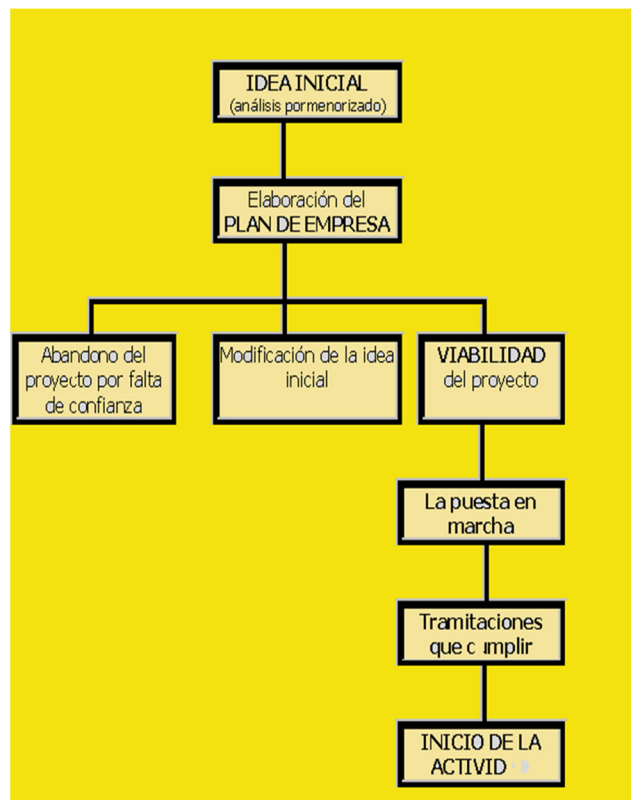 IDEA INICIAL
(análisis pormenorizado)
Elaboración del
PLAN DE EMPRESA
Abandono del
proyecto por falta
de confianza
Modificación de la idea
inicial
VIABILIDAD
del proyecto
La puesta en
marcha
Tramitaciones
que cumplir
INICIO DE LA